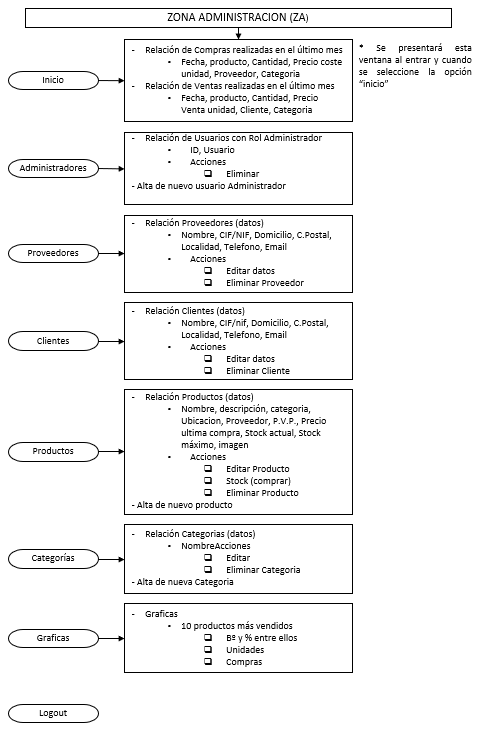 ZONA ADMINISTRACION (ZA)
- Relación de Compras realizadas en el último mes
• Fecha, producto, Cantidad, Precio coste
unidad, Proveedor, Categoria
- Relación de Ventas realizadas en el último mes
• Fecha, producto, Cantidad, Precio
Venta unidad, Cliente, Categoria
* Se presentará esta
ventana al entrar y cuando
se seleccione la opción
"inicio"
Inicio
Administradores
- Relación de Usuarios con Rol Administrador
• ID, Usuario
• Acciones
❑ Eliminar
- Alta de nuevo usuario Administrador
Proveedores
- Relación Proveedores (datos)
• Nombre, CIF/NIF, Domicilio, C.Postal,
Localidad, Telefono, Email
• Acciones
❑ Editar datos
❑ Eliminar Proveedor
Clientes
- Relación Clientes (datos)
• Nombre, CIF/nif, Domicilio, C.Postal,
Localidad, Telefono, Email
• Acciones
❑ Editar datos
❑ Eliminar Cliente
Productos
- Relación Productos (datos)
• Nombre, descripción, categoria,
Ubicacion, Proveedor, P.V.P., Precio
ultima compra, Stock actual, Stock
máximo, imagen
• Acciones
❑ Editar Producto
❑ Stock (comprar)
❑ Eliminar Producto
- Alta de nuevo producto
Categorías
- Relación Categorias (datos)
• NombreAcciones
❑ Editar
❑ Eliminar Categoria
- Alta de nueva Categoria
Graficas
- Graficas
• 10 productos más vendidos
❑ Bº y % entre ellos
❑ Unidades
❑ Compras
Logout